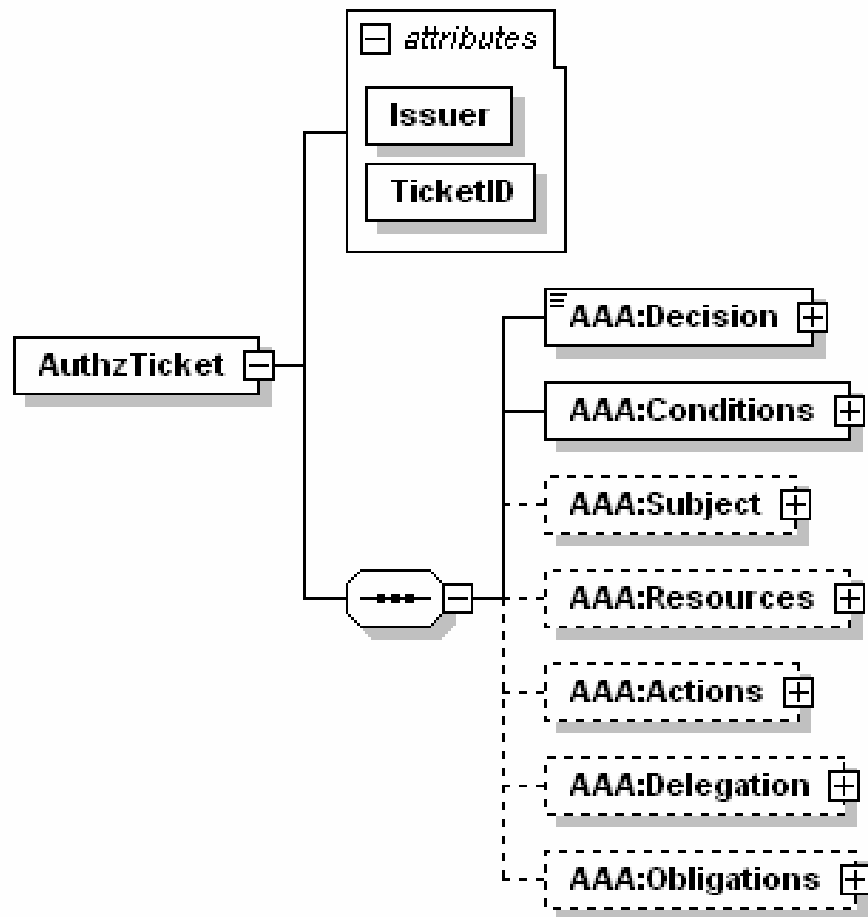 attributes
Issuer
TicketID
AuthzTicket
AAA:Decision
AAA:Conditions
AAA:Subject
AAA:Resources
AAA:Actions
AAA:Delegation
AAA:Obligations